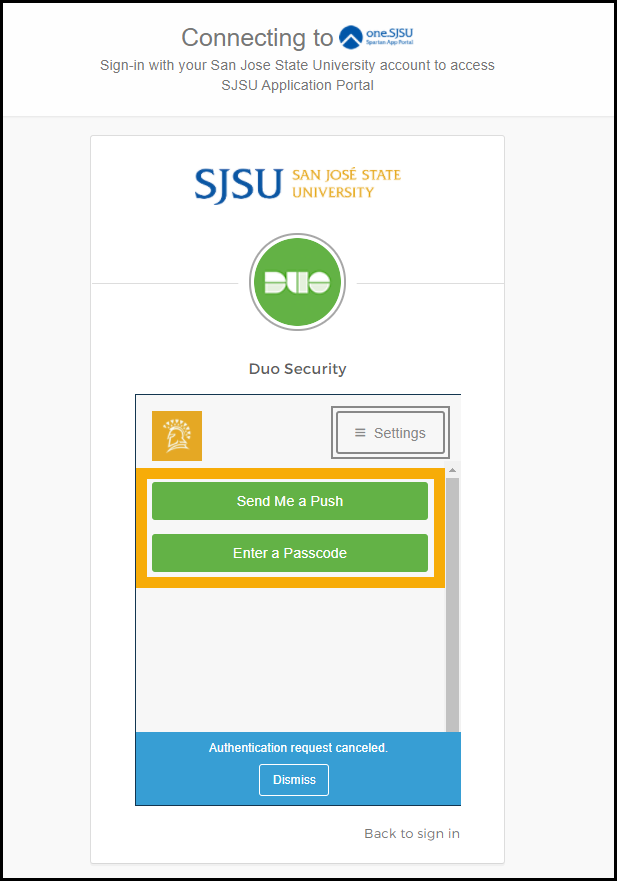 Connecting to one.SJSU
Spartan App Portal
Sign-in with your San Jose State University account to access
SJSU Application Portal
SJSU SAN JOSÉ STATE
UNIVERSITY
DUO
Duo Security
≡ Settings
Send Me a Push
Enter a Passcode
Authentication request canceled.
Dismiss
Back to sign in